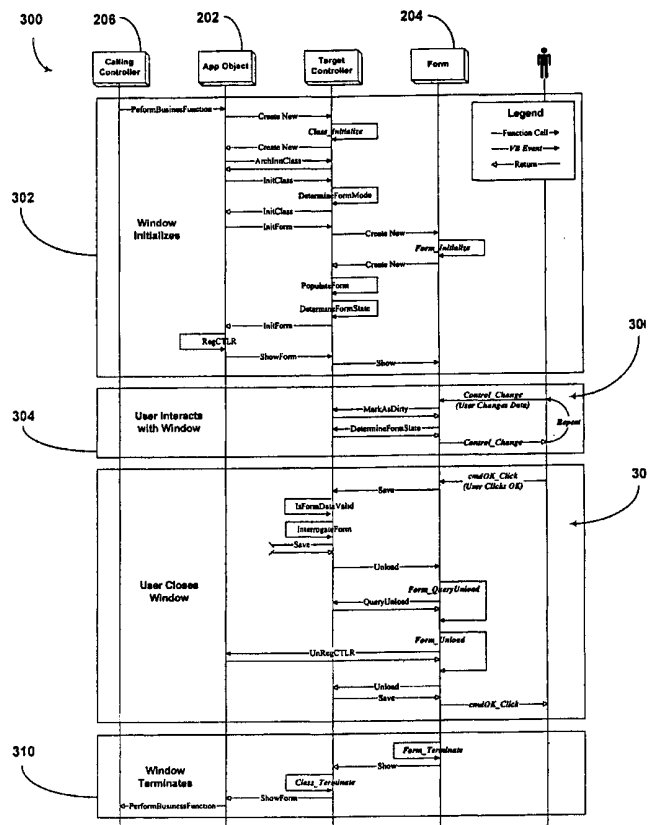 300
206
202
204
Calling
Controller
App Object
Target
Controller
Form
Legend
Function Call
VB Event
Return
PeformBusinesFunction
Create New
Class_Initialize
Create New
ArchInitClass
InitClass
302
DetermineFormMode
InitClass
Window
Initializes
InitForm
Create New
Form_Initialize
Create New
PopulateForm
DetermineFormState
InitForm
RegCTLR
ShowForm
Show
30
Control_Change
(User Changes Data)
MarkAsDirty
304
User Interacts
with Window
Repeat
DetermineFormState
Control_Change
cmdOK_Click
(User Clicks OK)
30
Save
IsFormDataValid
InterrogateForm
Save
Unload
User Closes
Window
Form_QueryUnload
QueryUnload
Form_Unload
UnRegCTLR
Unload
Save
cmdOK_Click
310
Form_Terminate
Window
Terminates
Show
Class_Terminate
ShowForm
PerformBusinessFunction